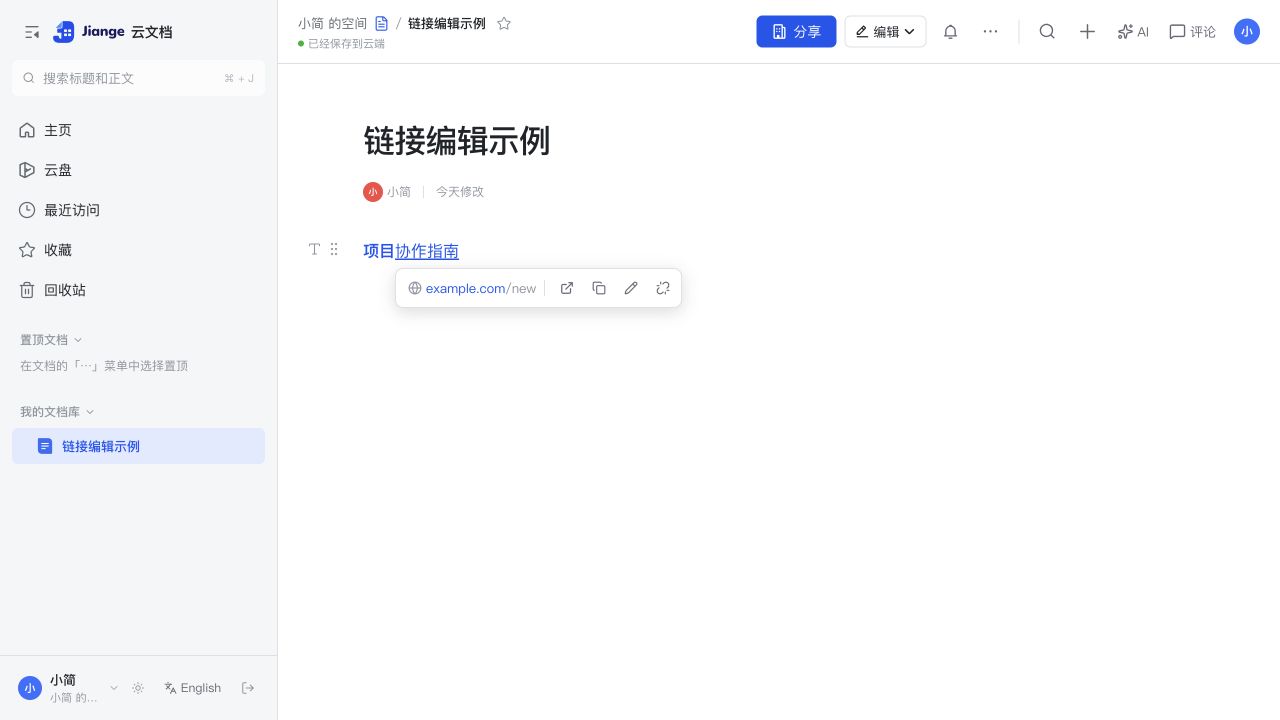 Jiange 云文档
搜索标题和正文 ⌘ + J
主页
云盘
最近访问
收藏
回收站
置顶文档
在文档的「…」菜单中选择置顶
我的文档库
链接编辑示例
小
小简
小简 的...
English
小简 的空间 / 链接编辑示例
已经保存到云端
分享
编辑
AI
评论
小
链接编辑示例
小 小简 今天修改
项目协作指南
example.com/new